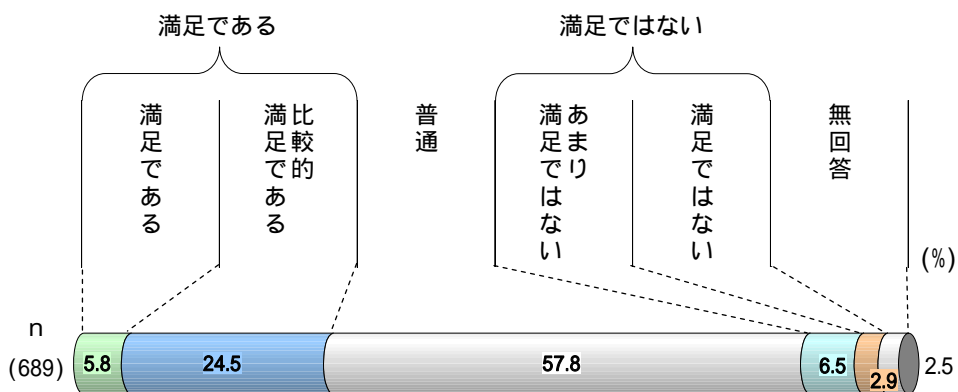 満足である
満足ではない
満足である
比較的
満足である
普通
あまり
満足ではない
満足ではない
無回答
(%)
n
(689)
5.8
24.5
57.8
6.5
2.9
2.5